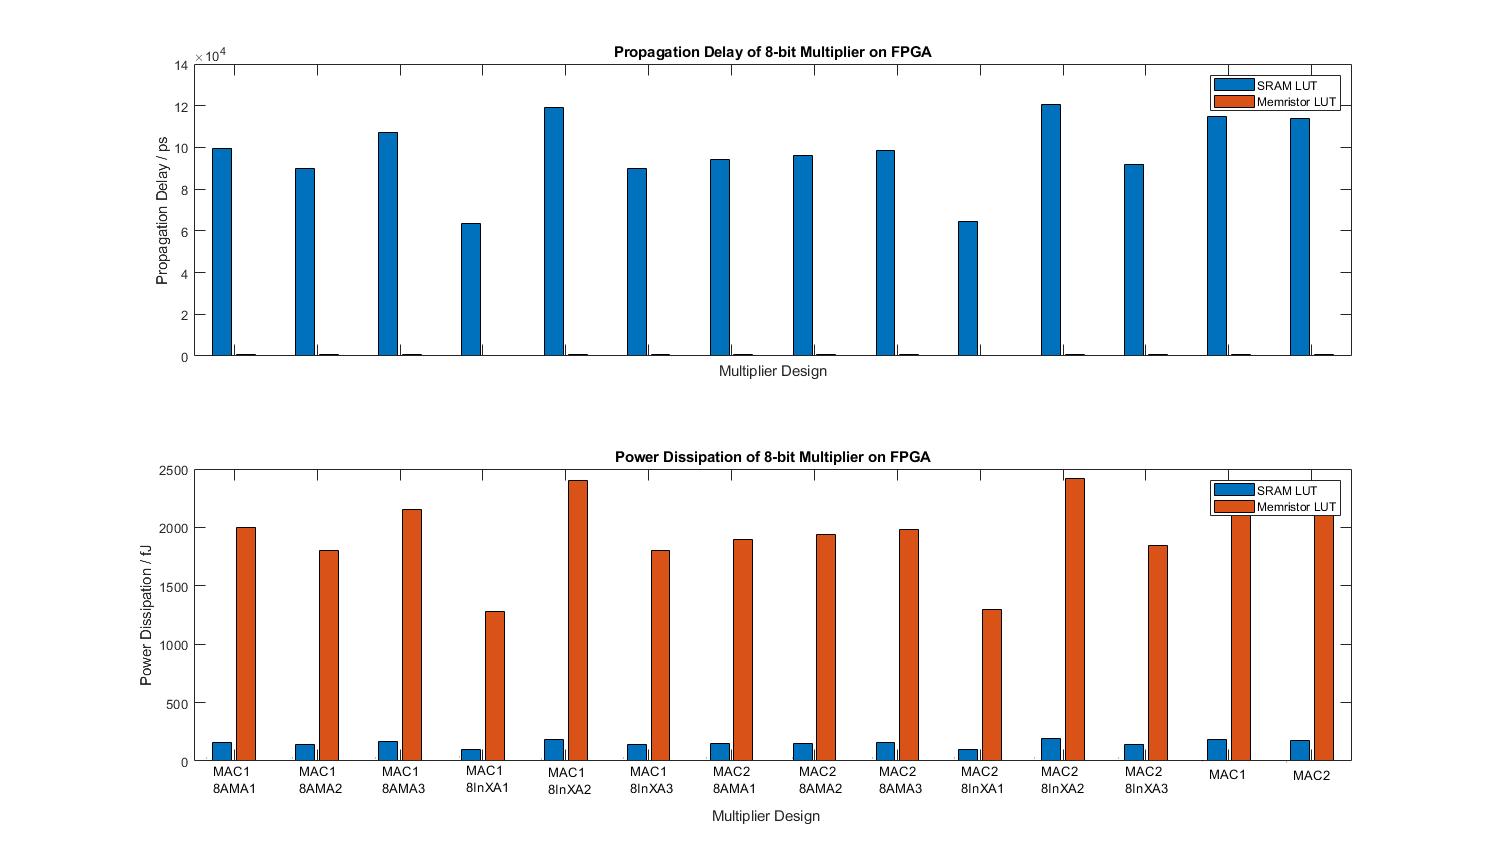 Propagation Delay of 8-bit Multiplier on FPGA
×10^4
14
12
10
8
6
4
2
0
Propagation Delay / ps
SRAM LUT
Memristor LUT
Multiplier Design
Power Dissipation of 8-bit Multiplier on FPGA
2500
2000
1500
1000
500
0
Power Dissipation / fJ
SRAM LUT
Memristor LUT
MAC1 MAC1 MAC1 MAC1 MAC1 MAC1 MAC2 MAC2 MAC2 MAC2 MAC2 MAC2 MAC1 MAC2
8AMA1 8AMA2 8AMA3 8InXA1 8InXA2 8InXA3 8AMA1 8AMA2 8AMA3 8InXA1 8InXA2 8InXA3
Multiplier Design